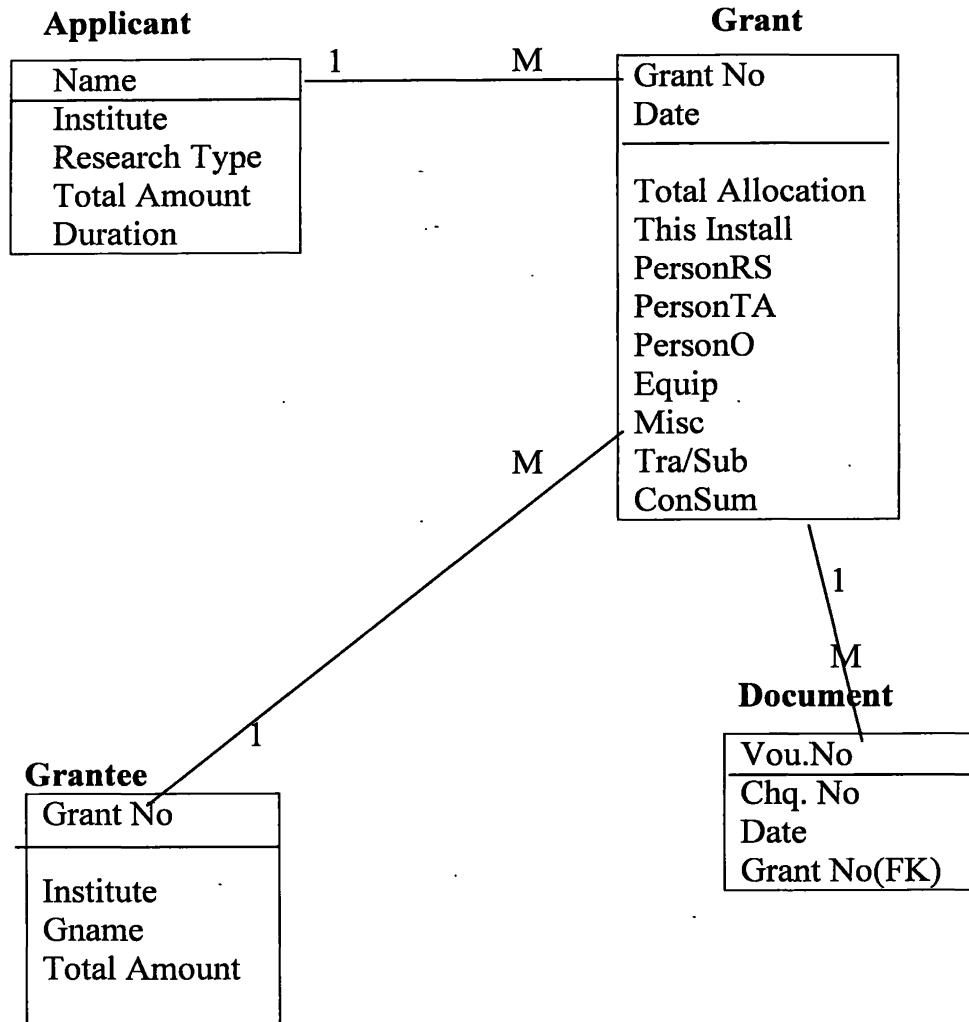 Applicant
1 M
Name
Institute
Research Type
Total Amount
Duration
Grant
Grant No
Date
Total Allocation
This Install
PersonRS
PersonTA
PersonO
Equip
Misc
Tra/Sub
ConSum
M
1
1
M
Grantee
Grant No
Institute
Gname
Total Amount
Document
Vou.No
Chq. No
Date
Grant No(FK)